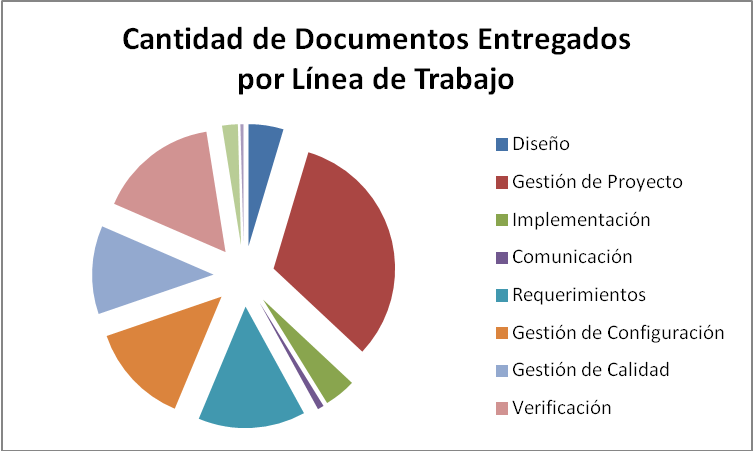 Cantidad de Documentos Entregados
por Línea de Trabajo
Diseño
Gestión de Proyecto
Implementación
Comunicación
Requerimientos
Gestión de Configuración
Gestión de Calidad
Verificación